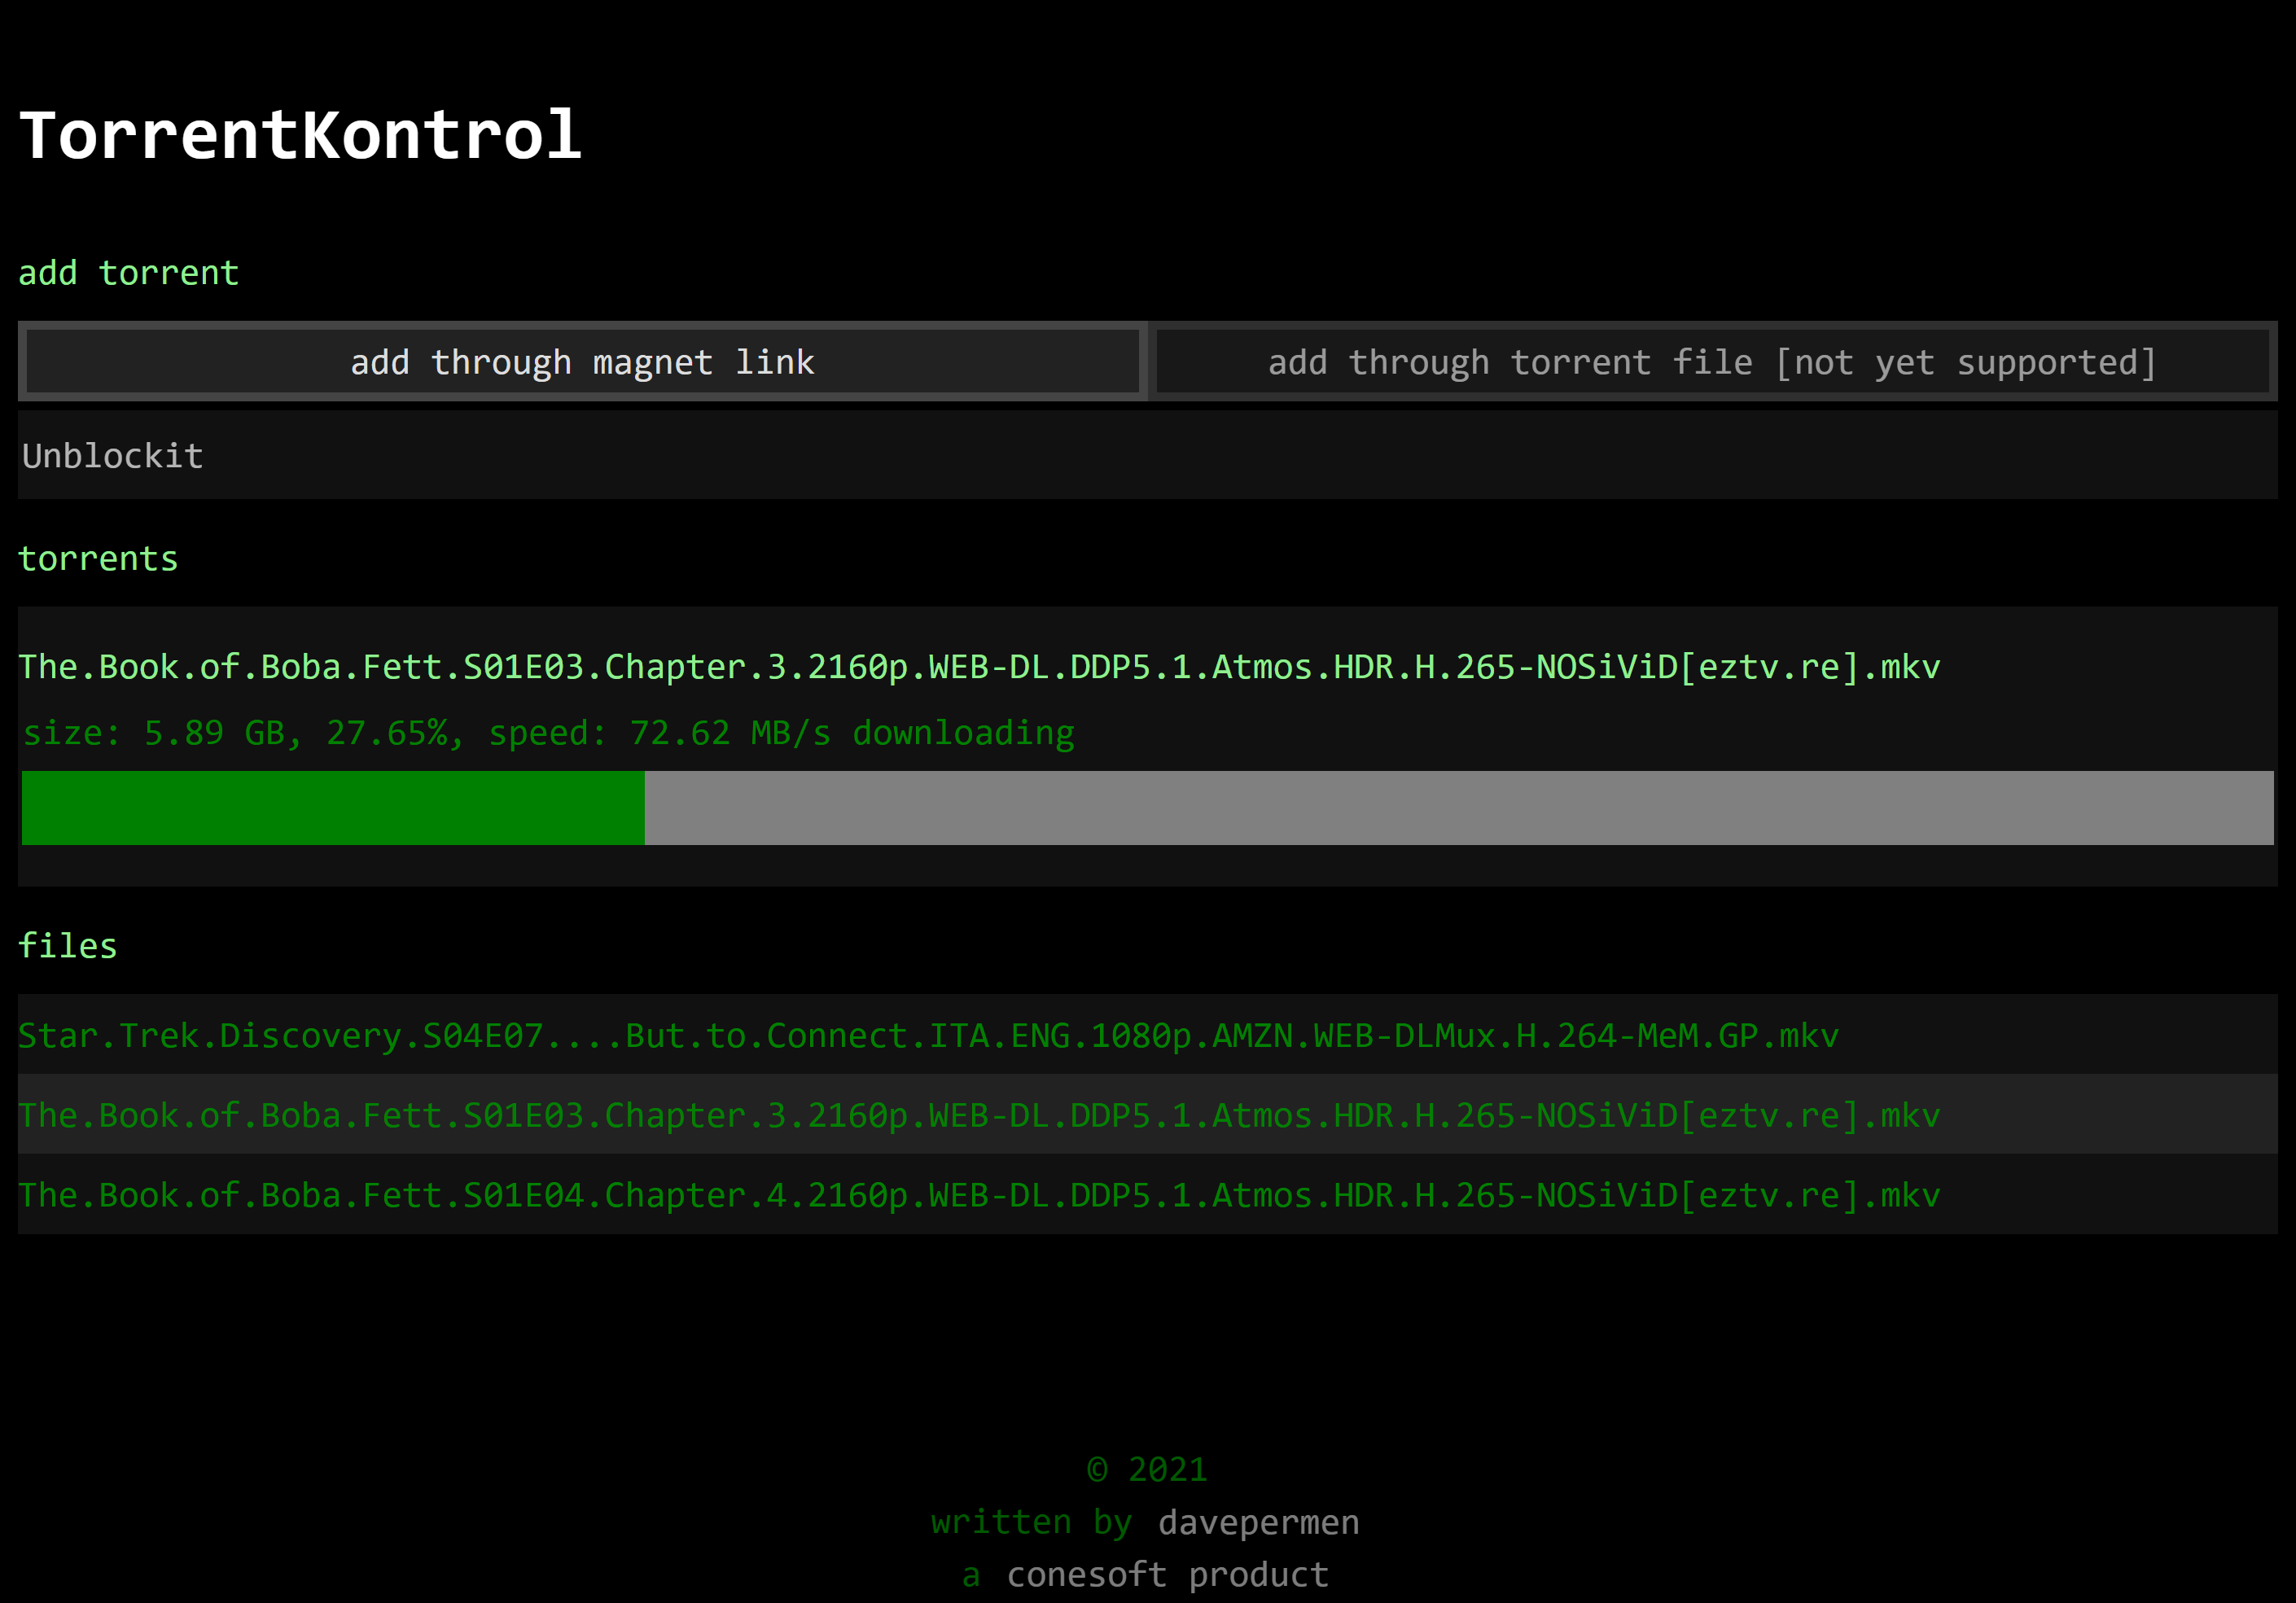 TorrentKontrol
add torrent
add through magnet link
add through torrent file [not yet supported]
Unblockit
torrents
The.Book.of.Boba.Fett.S01E03.Chapter.3.2160p.WEB-DL.DDP5.1.Atmos.HDR.H.265-NOSiViD[eztv.re].mkv
size: 5.89 GB, 27.65%, speed: 72.62 MB/s downloading
files
Star.Trek.Discovery.S04E07....But.to.Connect.ITA.ENG.1080p.AMZN.WEB-DLMux.H.264-MeM.GP.mkv
The.Book.of.Boba.Fett.S01E03.Chapter.3.2160p.WEB-DL.DDP5.1.Atmos.HDR.H.265-NOSiViD[eztv.re].mkv
The.Book.of.Boba.Fett.S01E04.Chapter.4.2160p.WEB-DL.DDP5.1.Atmos.HDR.H.265-NOSiViD[eztv.re].mkv
© 2021
written by davepermen
a conesoft product